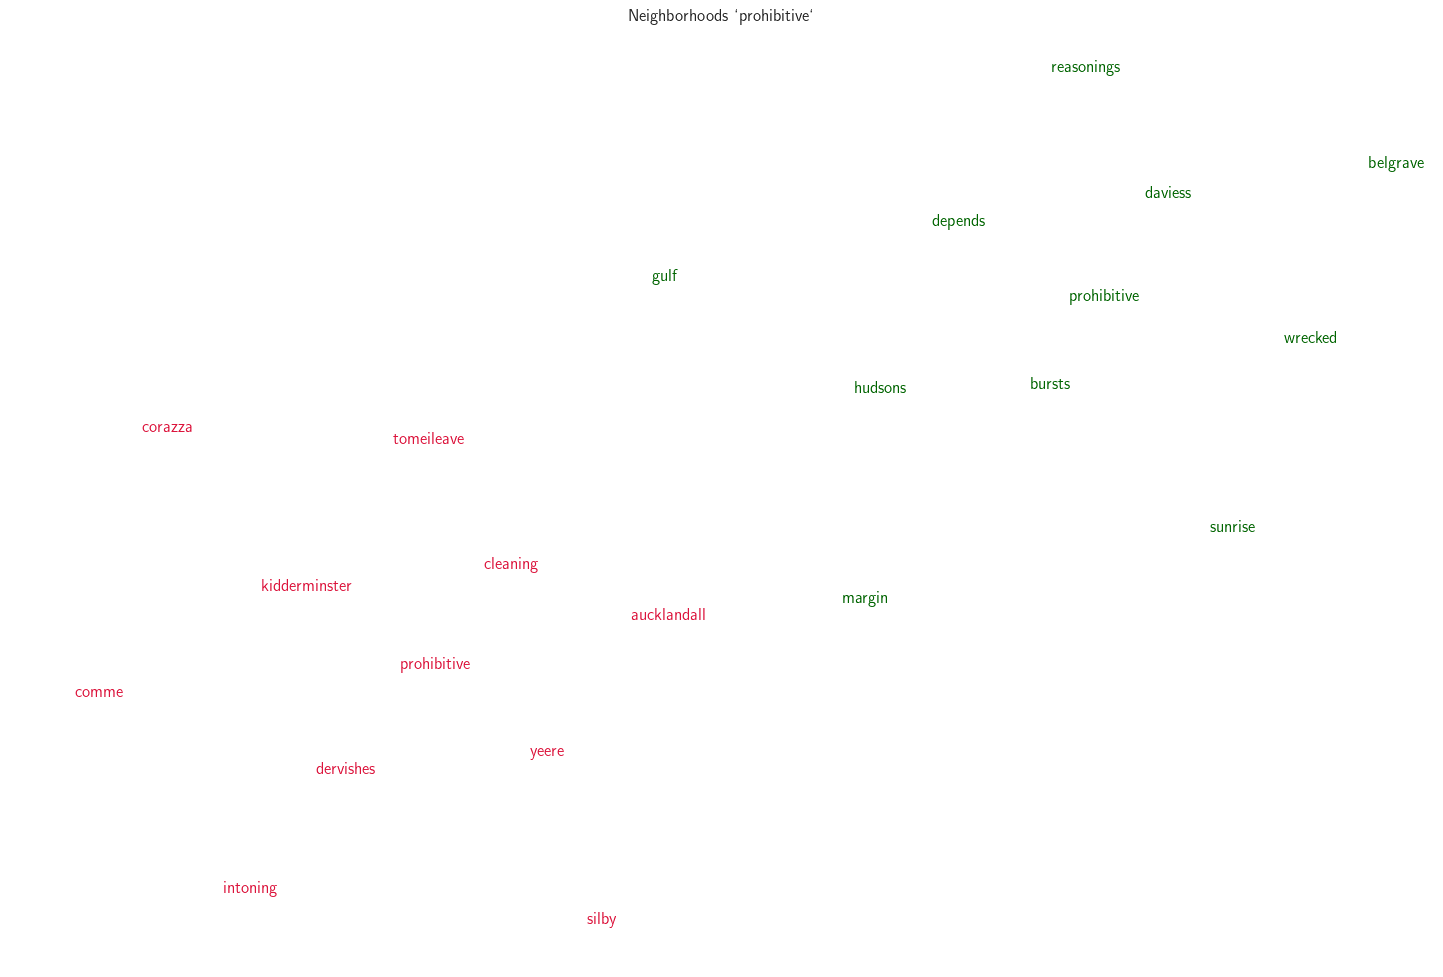 Neighborhoods ‘prohibitive‘
reasonings
belgrave
daviess
depends
gulf
prohibitive
wrecked
bursts
hudsons
corazza
tomeileave
sunrise
cleaning
kidderminster
margin
aucklandall
prohibitive
comme
yeere
dervishes
intoning
silby